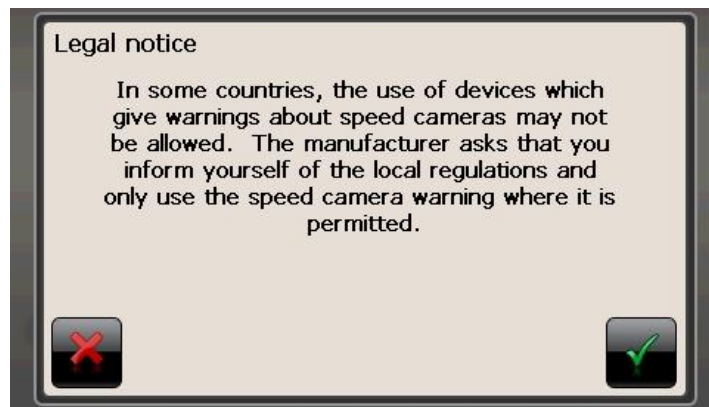 Legal notice
In some countries, the use of devices which
give warnings about speed cameras may not
be allowed.  The manufacturer asks that you
inform yourself of the local regulations and
only use the speed camera warning where it is
permitted.